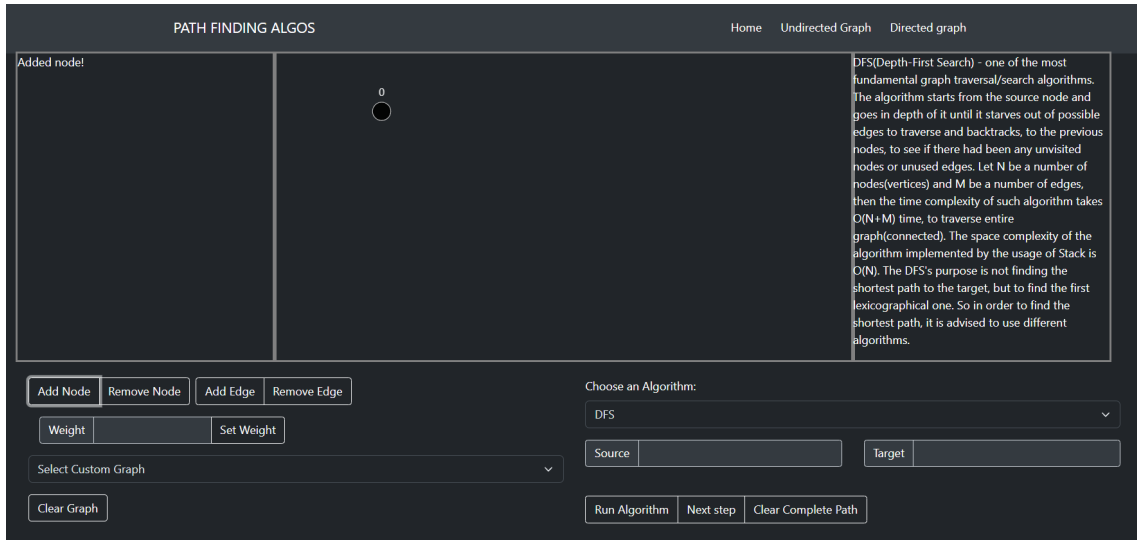 PATH FINDING ALGOS
Home Undirected Graph Directed graph
Added node!
0
DFS(Depth-First Search) - one of the most
fundamental graph traversal/search algorithms.
The algorithm starts from the source node and
goes in depth of it until it starves out of possible
edges to traverse and backtracks, to the previous
nodes, to see if there had been any unvisited
nodes or unused edges. Let N be a number of
nodes(vertices) and M be a number of edges,
then the time complexity of such algorithm takes
O(N+M) time, to traverse entire
graph(connected). The space complexity of the
algorithm implemented by the usage of Stack is
O(N). The DFS's purpose is not finding the
shortest path to the target, but to find the first
lexicographical one. So in order to find the
shortest path, it is advised to use different
algorithms.
Add Node Remove Node Add Edge Remove Edge
Weight Set Weight
Select Custom Graph
Clear Graph
Choose an Algorithm:
DFS
Source Target
Run Algorithm Next step Clear Complete Path